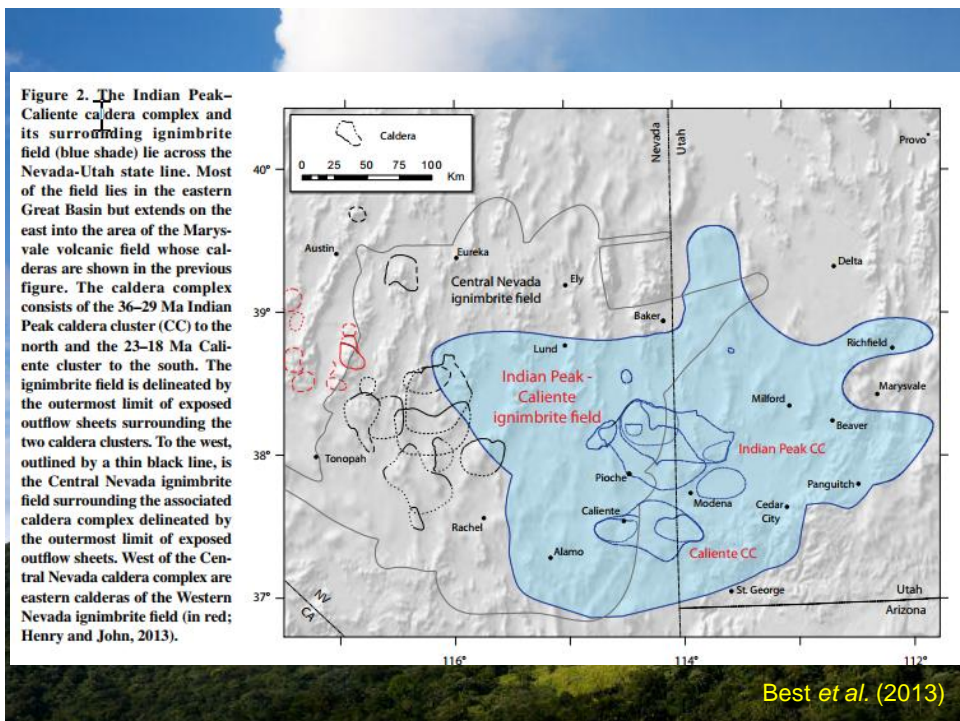 Figure 2. The Indian Peak–
Caliente caldera complex and
its surrounding ignimbrite
field (blue shade) lie across the
Nevada-Utah state line. Most
of the field lies in the eastern
Great Basin but extends on the
east into the area of the Marys-
vale volcanic field whose cal-
deras are shown in the previous
figure. The caldera complex
consists of the 36–29 Ma Indian
Peak caldera cluster (CC) to the
north and the 23–18 Ma Cali-
ente cluster to the south. The
ignimbrite field is delineated by
the outermost limit of exposed
outflow sheets surrounding the
two caldera clusters. To the west,
outlined by a thin black line, is
the Central Nevada ignimbrite
field surrounding the associated
caldera complex delineated by
the outermost limit of exposed
outflow sheets. West of the Cen-
tral Nevada caldera complex are
eastern calderas of the Western
Nevada ignimbrite field (in red;
Henry and John, 2013).
Caldera
0 25 50 75 100
Km
Nevada
Utah
Provo
40°
Austin
Eureka
Delta
Central Nevada
ignimbrite field
Ely
39°
Baker
Lund
Richfield
Indian Peak -
Caliente
ignimbrite field
Marysvale
Milford
Beaver
38°
Tonopah
Indian Peak CC
Pioche
Panguitch
Modena
Caliente
Cedar
City
Rachel
Alamo
Caliente CC
37°
St. George
Utah
Arizona
NV
CA
116°
114°
112°
Best et al. (2013)